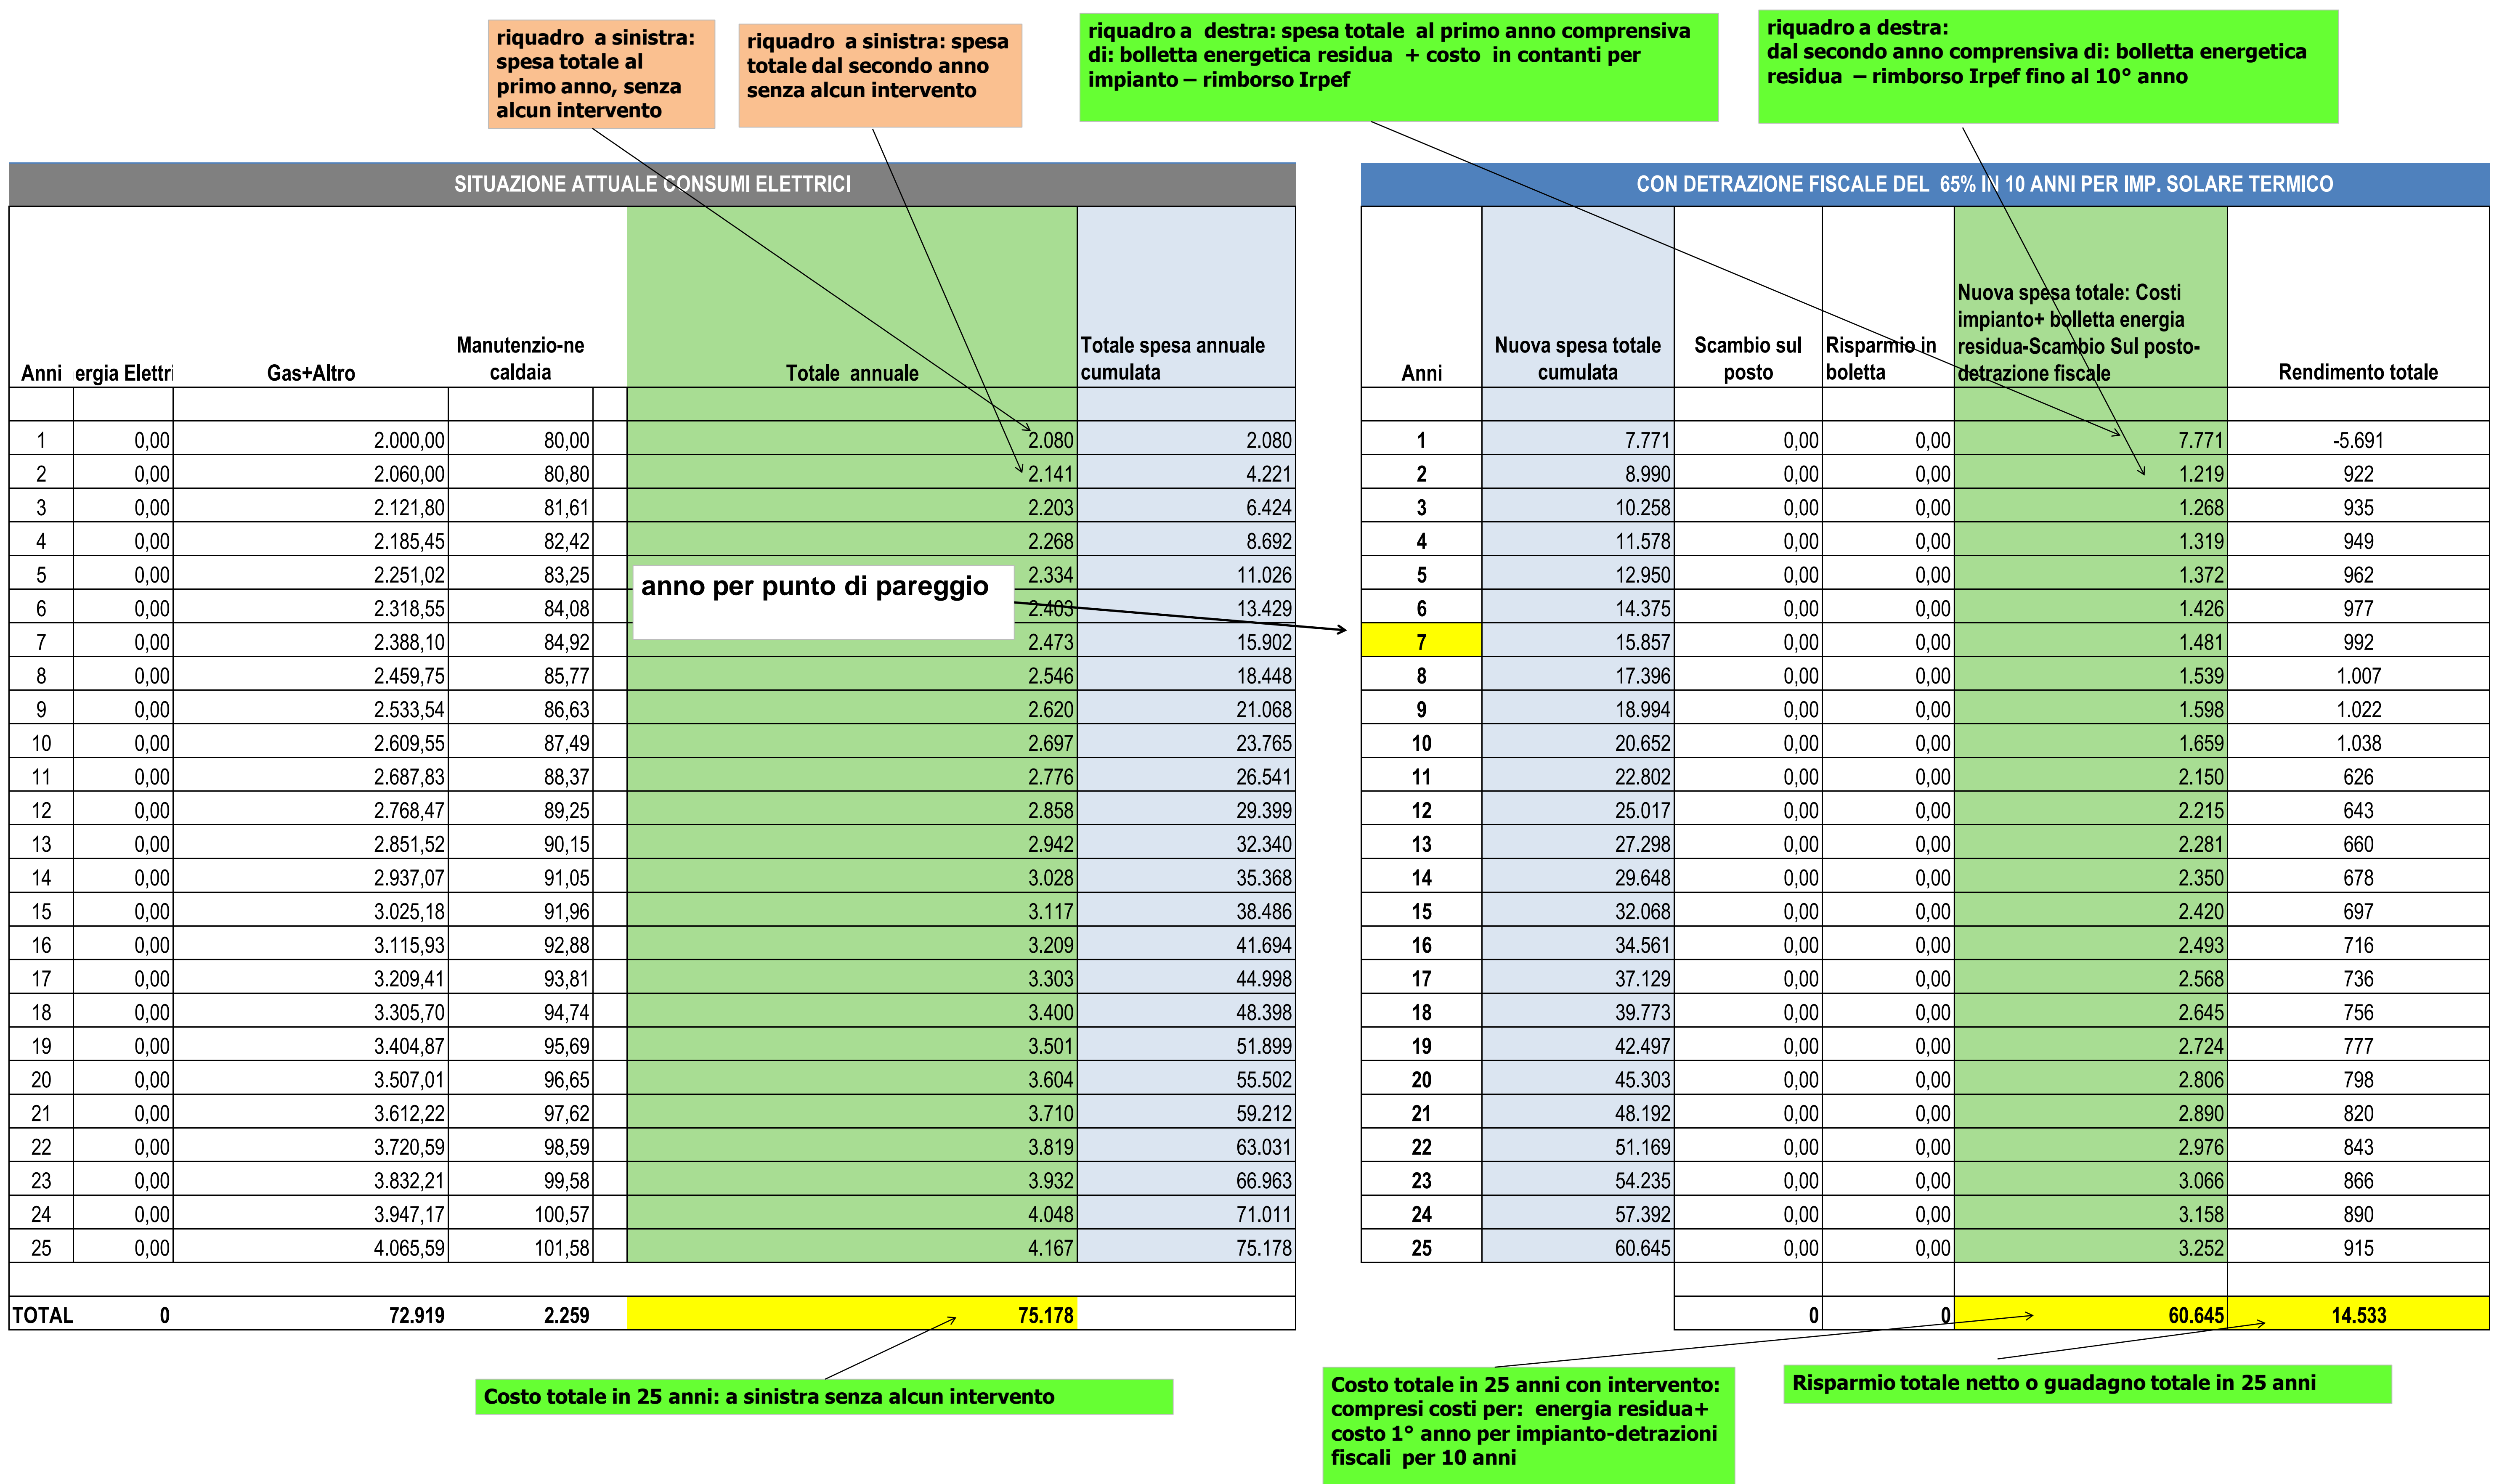 riquadro a sinistra:
spesa totale al
primo anno, senza
alcun intervento
riquadro a sinistra: spesa
totale dal secondo anno
senza alcun intervento
riquadro a destra: spesa totale al primo anno comprensiva
di: bolletta energetica residua + costo in contanti per
impianto – rimborso Irpef
riquadro a destra:
dal secondo anno comprensiva di: bolletta energetica
residua – rimborso Irpef fino al 10° anno
SITUAZIONE ATTUALE CONSUMI ELETTRICI
Anni ergia Elettri Gas+Altro Manutenzio-ne caldaia Totale annuale Totale spesa annuale cumulata
1 0,00 2.000,00 80,00 2.080 2.080
2 0,00 2.060,00 80,80 2.141 4.221
3 0,00 2.121,80 81,61 2.203 6.424
4 0,00 2.185,45 82,42 2.268 8.692
5 0,00 2.251,02 83,25 2.334 11.026
6 0,00 2.318,55 84,08 2.403 13.429
7 0,00 2.388,10 84,92 2.473 15.902
8 0,00 2.459,75 85,77 2.546 18.448
9 0,00 2.533,54 86,63 2.620 21.068
10 0,00 2.609,55 87,49 2.697 23.765
11 0,00 2.687,83 88,37 2.776 26.541
12 0,00 2.768,47 89,25 2.858 29.399
13 0,00 2.851,52 90,15 2.942 32.340
14 0,00 2.937,07 91,05 3.028 35.368
15 0,00 3.025,18 91,96 3.117 38.486
16 0,00 3.115,93 92,88 3.209 41.694
17 0,00 3.209,41 93,81 3.303 44.998
18 0,00 3.305,70 94,74 3.400 48.398
19 0,00 3.404,87 95,69 3.501 51.899
20 0,00 3.507,01 96,65 3.604 55.502
21 0,00 3.612,22 97,62 3.710 59.212
22 0,00 3.720,59 98,59 3.819 63.031
23 0,00 3.832,21 99,58 3.932 66.963
24 0,00 3.947,17 100,57 4.048 71.011
25 0,00 4.065,59 101,58 4.167 75.178
TOTAL 0 72.919 2.259 75.178
anno per punto di pareggio
CON DETRAZIONE FISCALE DEL 65% IN 10 ANNI PER IMP. SOLARE TERMICO
Anni Nuova spesa totale cumulata Scambio sul posto Risparmio in boletta Nuova spesa totale: Costi impianto+ bolletta energia residua-Scambio Sul posto-detrazione fiscale Rendimento totale
1 7.771 0,00 0,00 7.771 -5.691
2 8.990 0,00 0,00 1.219 922
3 10.258 0,00 0,00 1.268 935
4 11.578 0,00 0,00 1.319 949
5 12.950 0,00 0,00 1.372 962
6 14.375 0,00 0,00 1.426 977
7 15.857 0,00 0,00 1.481 992
8 17.396 0,00 0,00 1.539 1.007
9 18.994 0,00 0,00 1.598 1.022
10 20.652 0,00 0,00 1.659 1.038
11 22.802 0,00 0,00 2.150 626
12 25.017 0,00 0,00 2.215 643
13 27.298 0,00 0,00 2.281 660
14 29.648 0,00 0,00 2.350 678
15 32.068 0,00 0,00 2.420 697
16 34.561 0,00 0,00 2.493 716
17 37.129 0,00 0,00 2.568 736
18 39.773 0,00 0,00 2.645 756
19 42.497 0,00 0,00 2.724 777
20 45.303 0,00 0,00 2.806 798
21 48.192 0,00 0,00 2.890 820
22 51.169 0,00 0,00 2.976 843
23 54.235 0,00 0,00 3.066 866
24 57.392 0,00 0,00 3.158 890
25 60.645 0,00 0,00 3.252 915
0 0 60.645 14.533
Costo totale in 25 anni: a sinistra senza alcun intervento
Costo totale in 25 anni con intervento:
compresi costi per: energia residua+
costo 1° anno per impianto-detrazioni
fiscali per 10 anni
Risparmio totale netto o guadagno totale in 25 anni